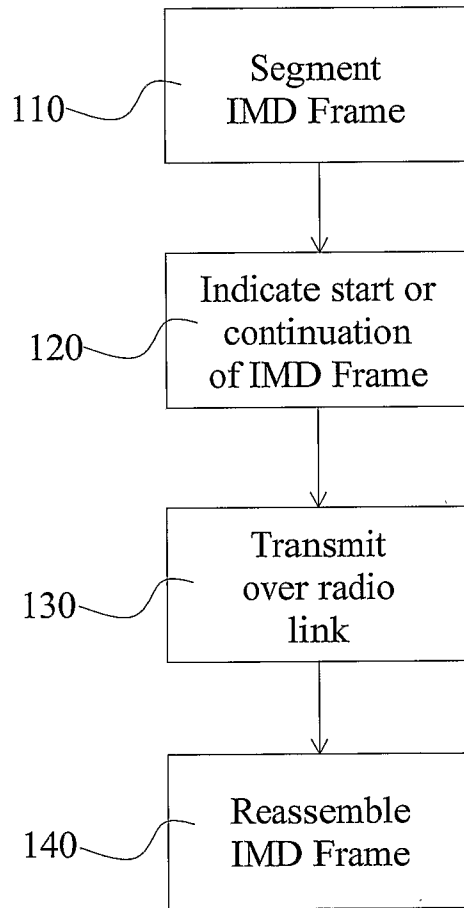 110
Segment
IMD Frame
120
Indicate start or
continuation
of IMD Frame
130
Transmit
over radio
link
140
Reassemble
IMD Frame